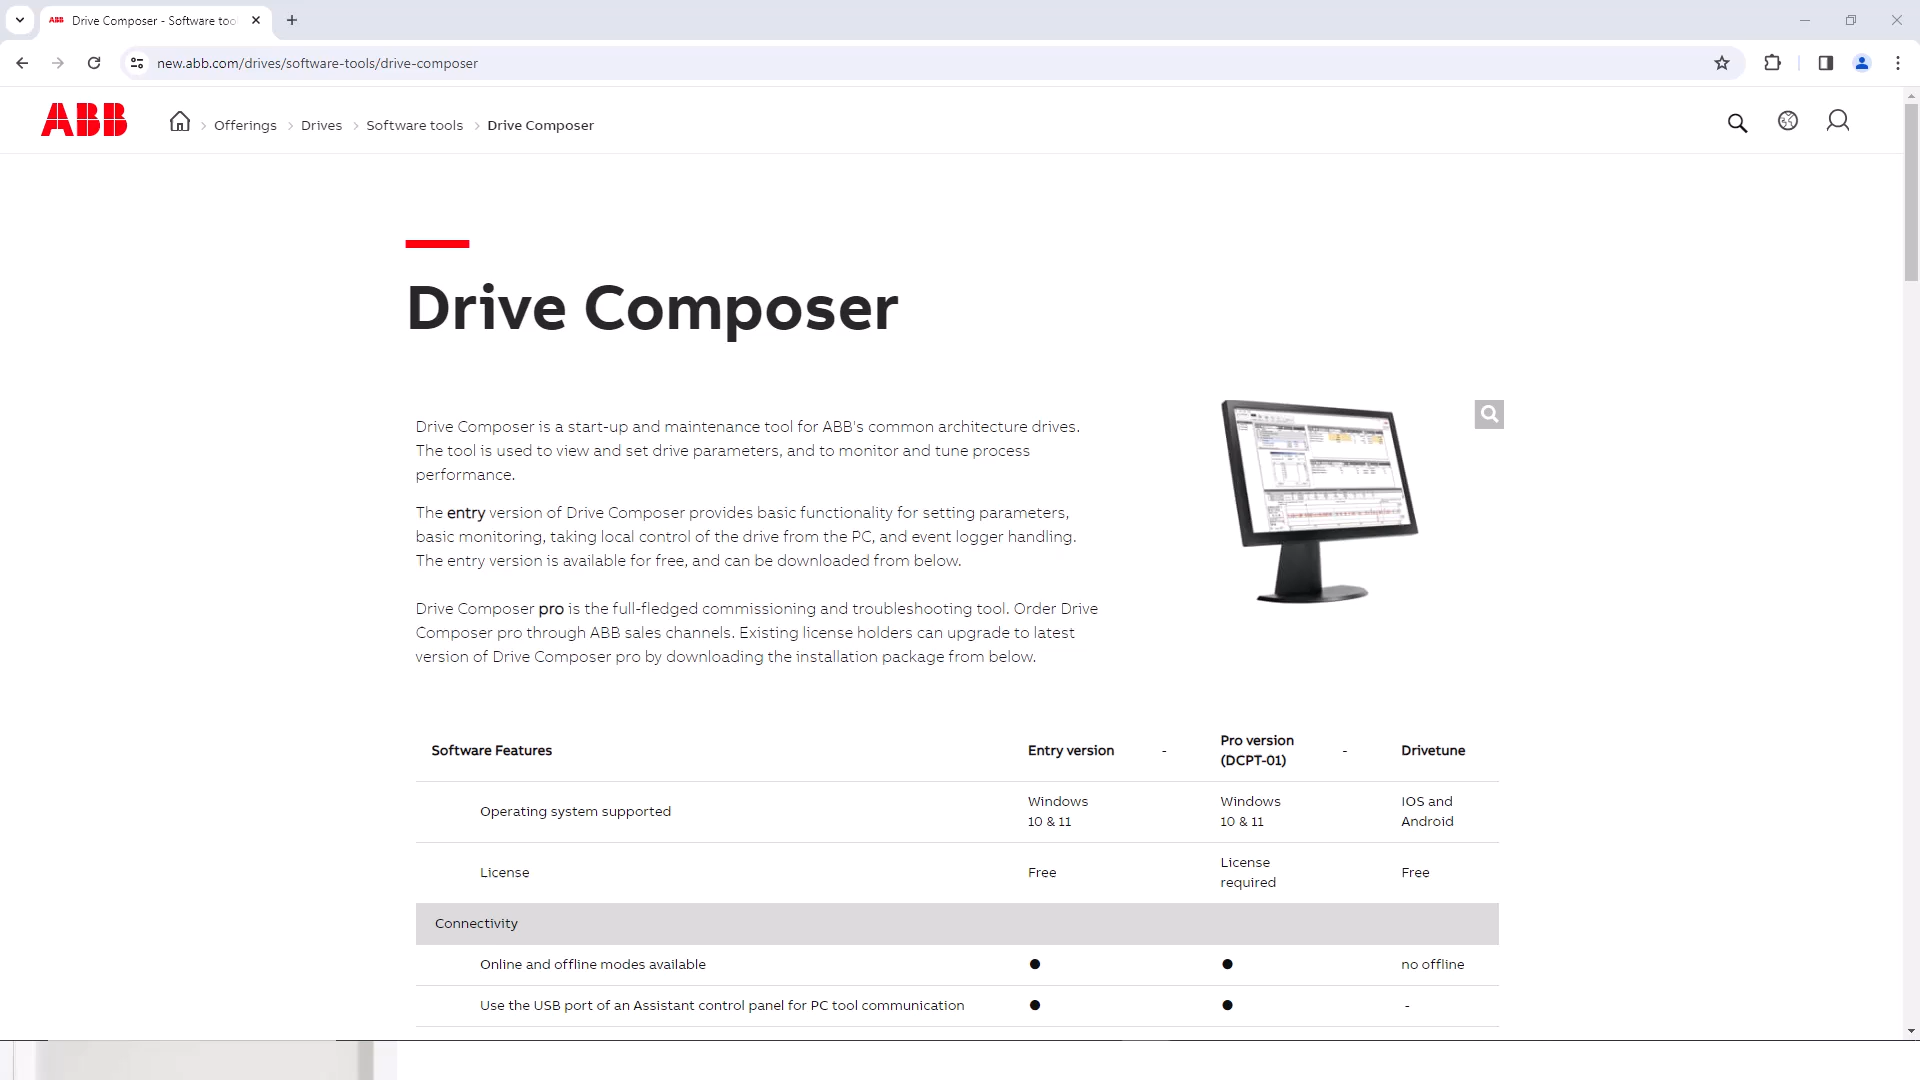 ABB
Drive Composer - Software too
new.abb.com/drives/software-tools/drive-composer
ABB
Offerings
Drives
Software tools
Drive Composer
Drive Composer
Drive Composer is a start-up and maintenance tool for ABB's common architecture drives.
The tool is used to view and set drive parameters, and to monitor and tune process
performance.
The entry version of Drive Composer provides basic functionality for setting parameters,
basic monitoring, taking local control of the drive from the PC, and event logger handling.
The entry version is available for free, and can be downloaded from below.
Drive Composer pro is the full-fledged commissioning and troubleshooting tool. Order Drive
Composer pro through ABB sales channels. Existing license holders can upgrade to latest
version of Drive Composer pro by downloading the installation package from below.
Software Features
Entry version
-
Pro version
(DCPT-01)
-
Drivetune
Operating system supported
Windows
10 & 11
Windows
10 & 11
IOS and
Android
License
Free
License
required
Free
Connectivity
Online and offline modes available
●
●
no offline
Use the USB port of an Assistant control panel for PC tool communication
●
●
-